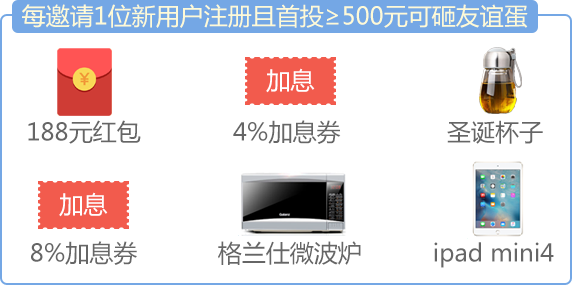 每邀请1位新用户注册且首投≥500元可砸友谊蛋
¥
加息
188元红包
4%加息券
圣诞杯子
加息
Galanz
8%加息券
格兰仕微波炉
ipad mini4